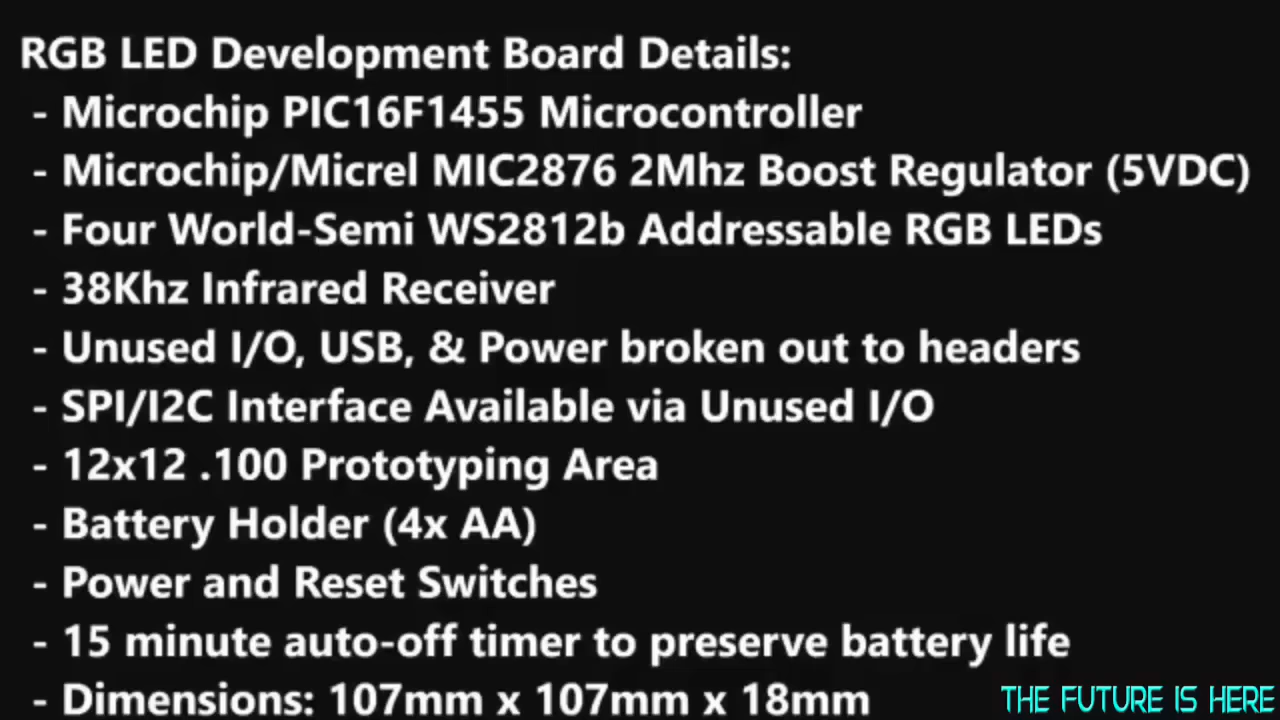 RGB LED Development Board Details:
- Microchip PIC16F1455 Microcontroller
- Microchip/Micrel MIC2876 2Mhz Boost Regulator (5VDC)
- Four World-Semi WS2812b Addressable RGB LEDs
- 38Khz Infrared Receiver
- Unused I/O, USB, & Power broken out to headers
- SPI/I2C Interface Available via Unused I/O
- 12x12 .100 Prototyping Area
- Battery Holder (4x AA)
- Power and Reset Switches
- 15 minute auto-off timer to preserve battery life
- Dimensions: 107mm x 107mm x 18mm
THE FUTURE IS HERE